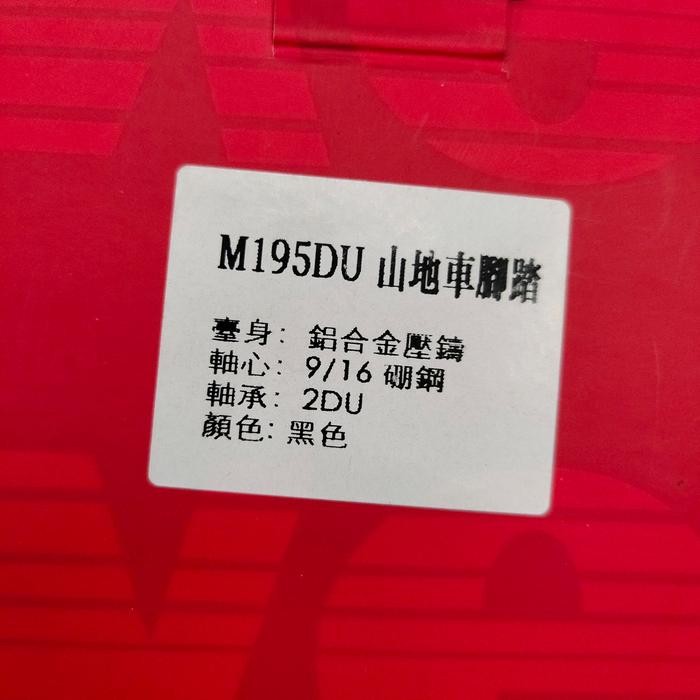 M195DU 山地車腳踏
臺身: 鋁合金壓鑄
軸心: 9/16 硼鋼
軸承: 2DU
顏色: 黑色